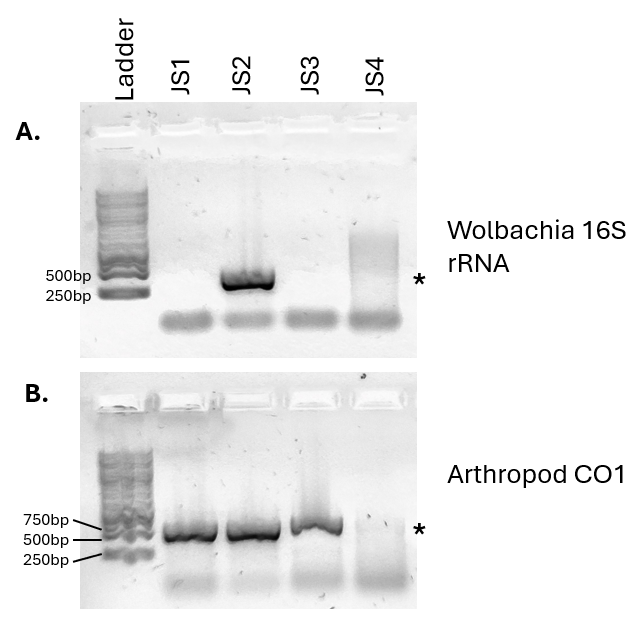 Ladder
JS1
JS2
JS3
JS4
A.
500bp
250bp
*
Wolbachia 16S
rRNA
B.
750bp
500bp
250bp
*
Arthropod CO1